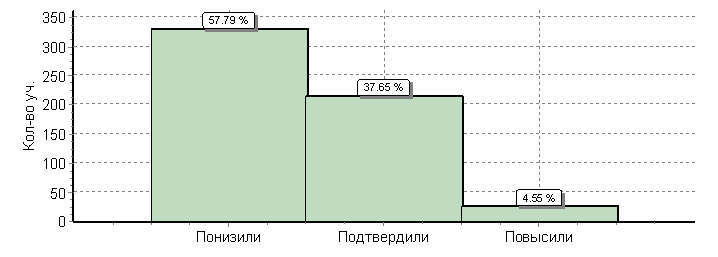 350
300
250
200
150
100
50
0
Кол-во уч.
57.79 %
37.65 %
4.55 %
Понизили
Подтвердили
Повысили